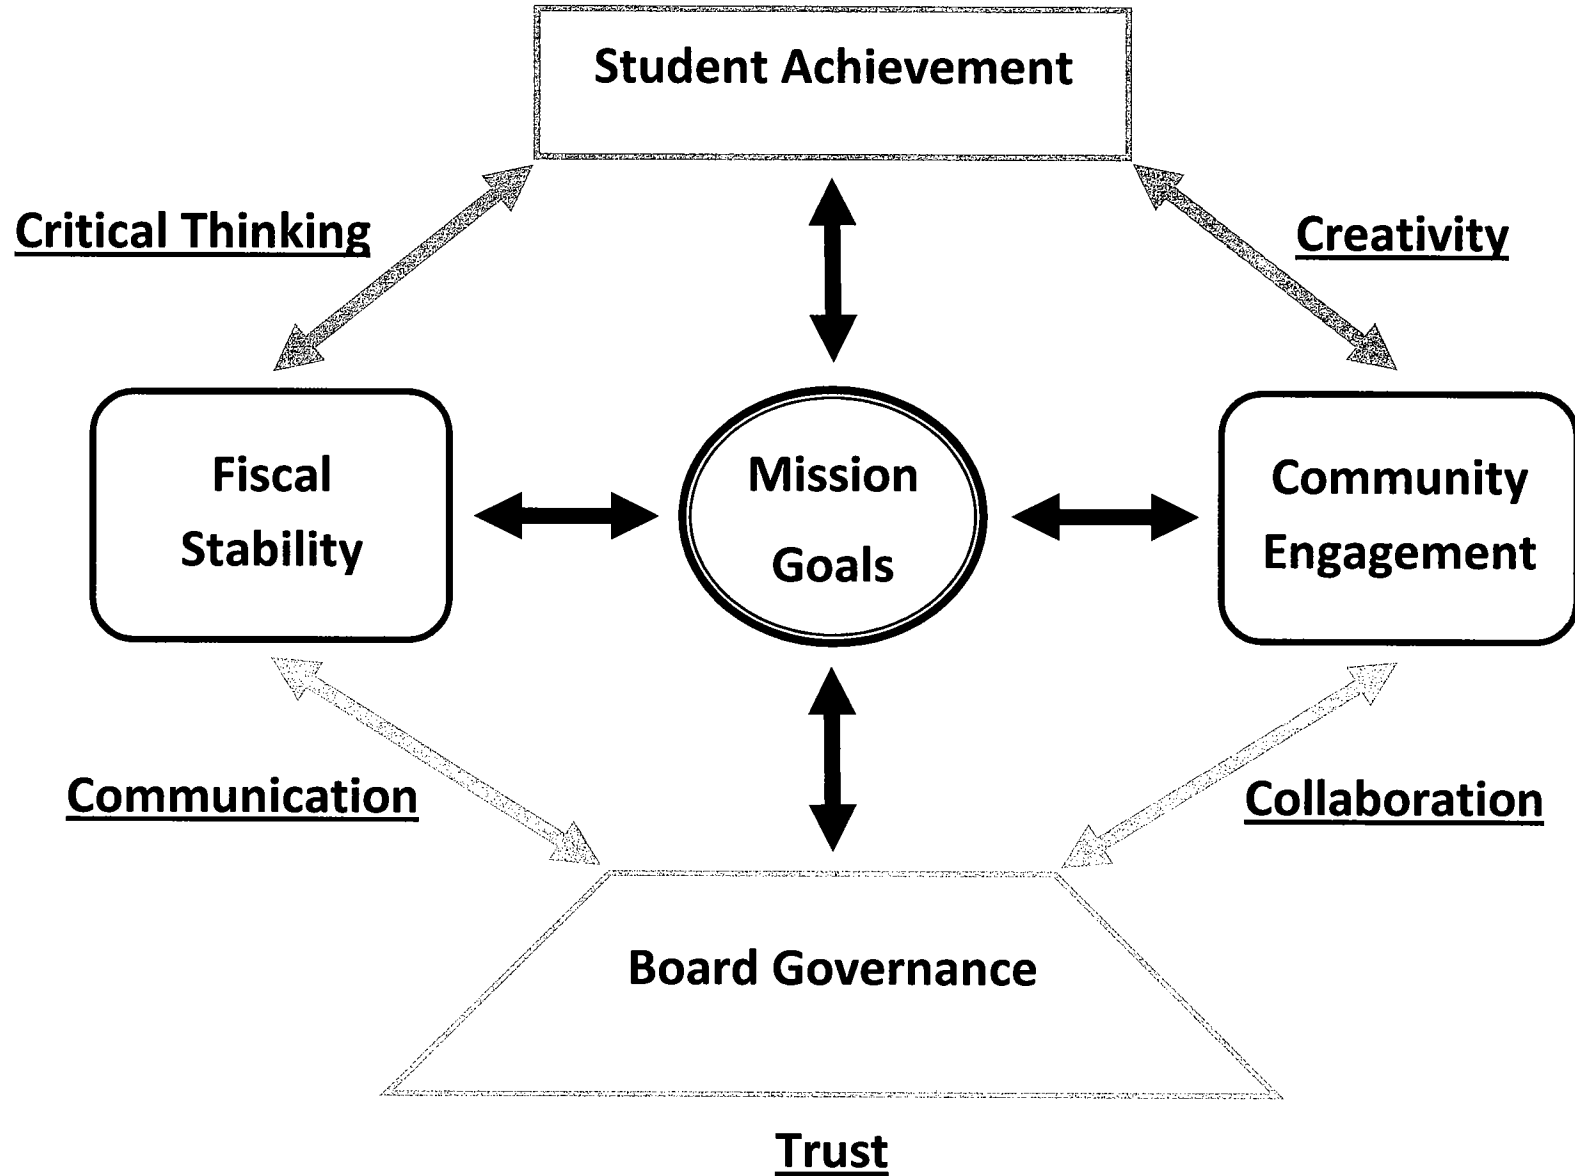 Student Achievement
Critical Thinking
Creativity
Fiscal
Stability
Mission
Goals
Community
Engagement
Communication
Collaboration
Board Governance
Trust